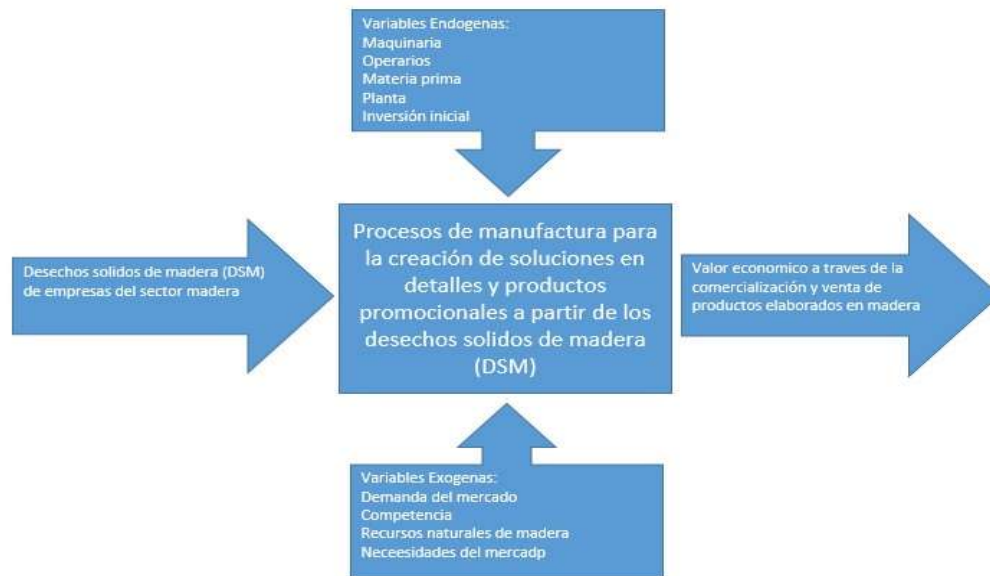 Variables Endogenas:
Maquinaria
Operarios
Materia prima
Planta
Inversión inicial
Desechos solidos de madera (DSM)
de empresas del sector madera
Procesos de manufactura para
la creación de soluciones en
detalles y productos
promocionales a partir de los
desechos solidos de madera
(DSM)
Valor economico a traves de la
comercialización y venta de
productos elaborados en madera
Variables Exogenas:
Demanda del mercado
Competencia
Recursos naturales de madera
Neceesidades del mercadp